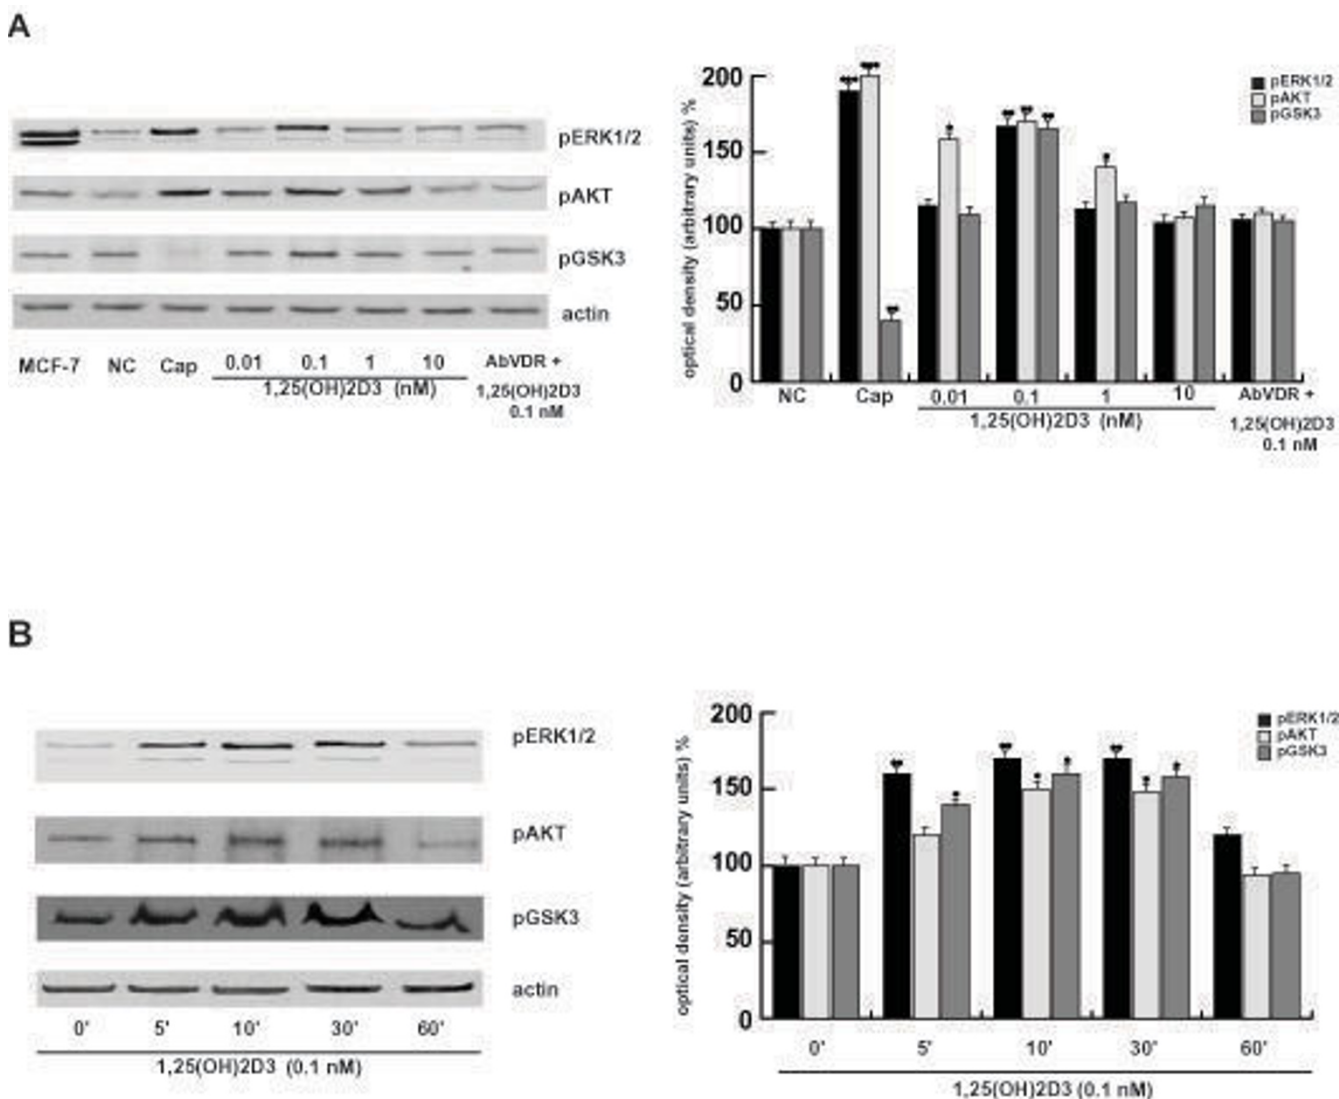 A
pERK1/2
pAKT
pGSK3
actin
MCF-7 NC Cap 0.01 0.1 1 10 AbVDR +
1,25(OH)2D3 (nM)
1,25(OH)2D3
0.1 nM
optical density (arbitrary units) %
200
150
100
50
0
pERK1/2
pAKT
pGSK3
NC Cap 0.01 0.1 1 10 AbVDR +
1,25(OH)2D3 (nM)
1,25(OH)2D3
0.1 nM
B
pERK1/2
pAKT
pGSK3
actin
0' 5' 10' 30' 60'
1,25(OH)2D3 (0.1 nM)
optical density (arbitrary units) %
200
150
100
50
0
pERK1/2
pAKT
pGSK3
0' 5' 10' 30' 60'
1,25(OH)2D3 (0.1 nM)